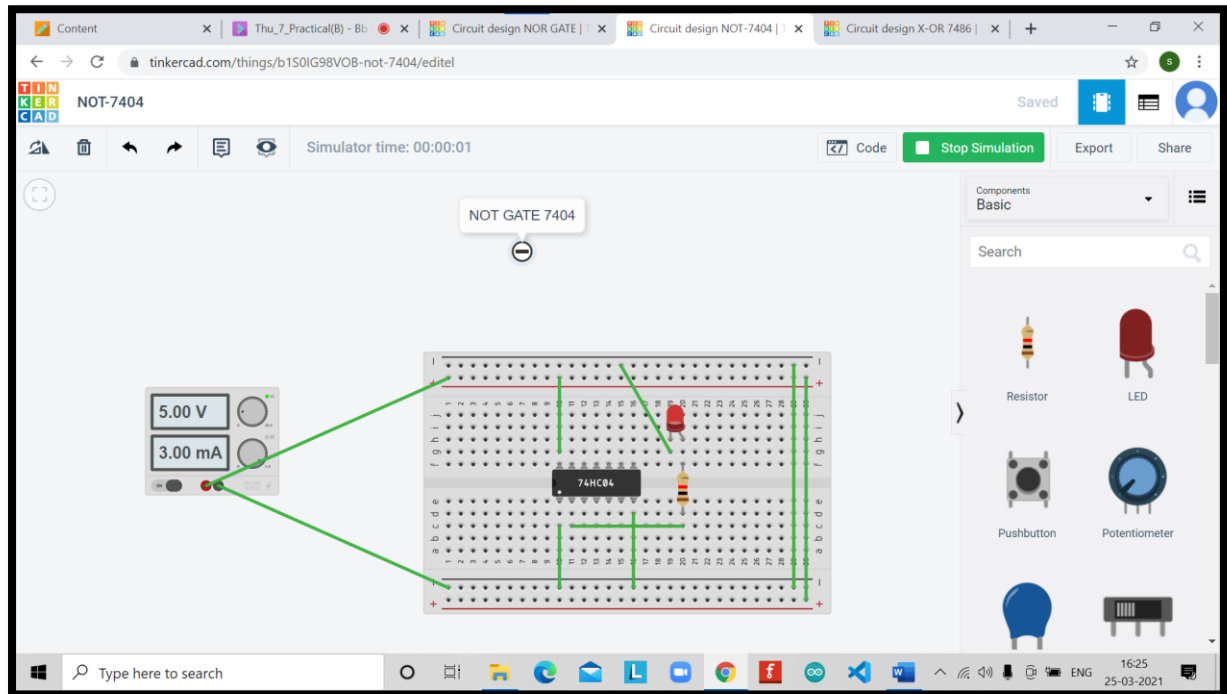 Content
Thu_7_Practical(B) - Bb
Circuit design NOR GATE | T
Circuit design NOT-7404 | T
Circuit design X-OR 7486 |
tinkercad.com/things/b1S0IG98VOB-not-7404/editel
S
TIN
KER
CAD
NOT-7404
Saved
Simulator time: 00:00:01
Code
Stop Simulation
Export
Share
NOT GATE 7404
Components
Basic
Search
5.00 V
3.00 mA
74HC04
Resistor
LED
Pushbutton
Potentiometer
Type here to search
ENG
16:25
25-03-2021